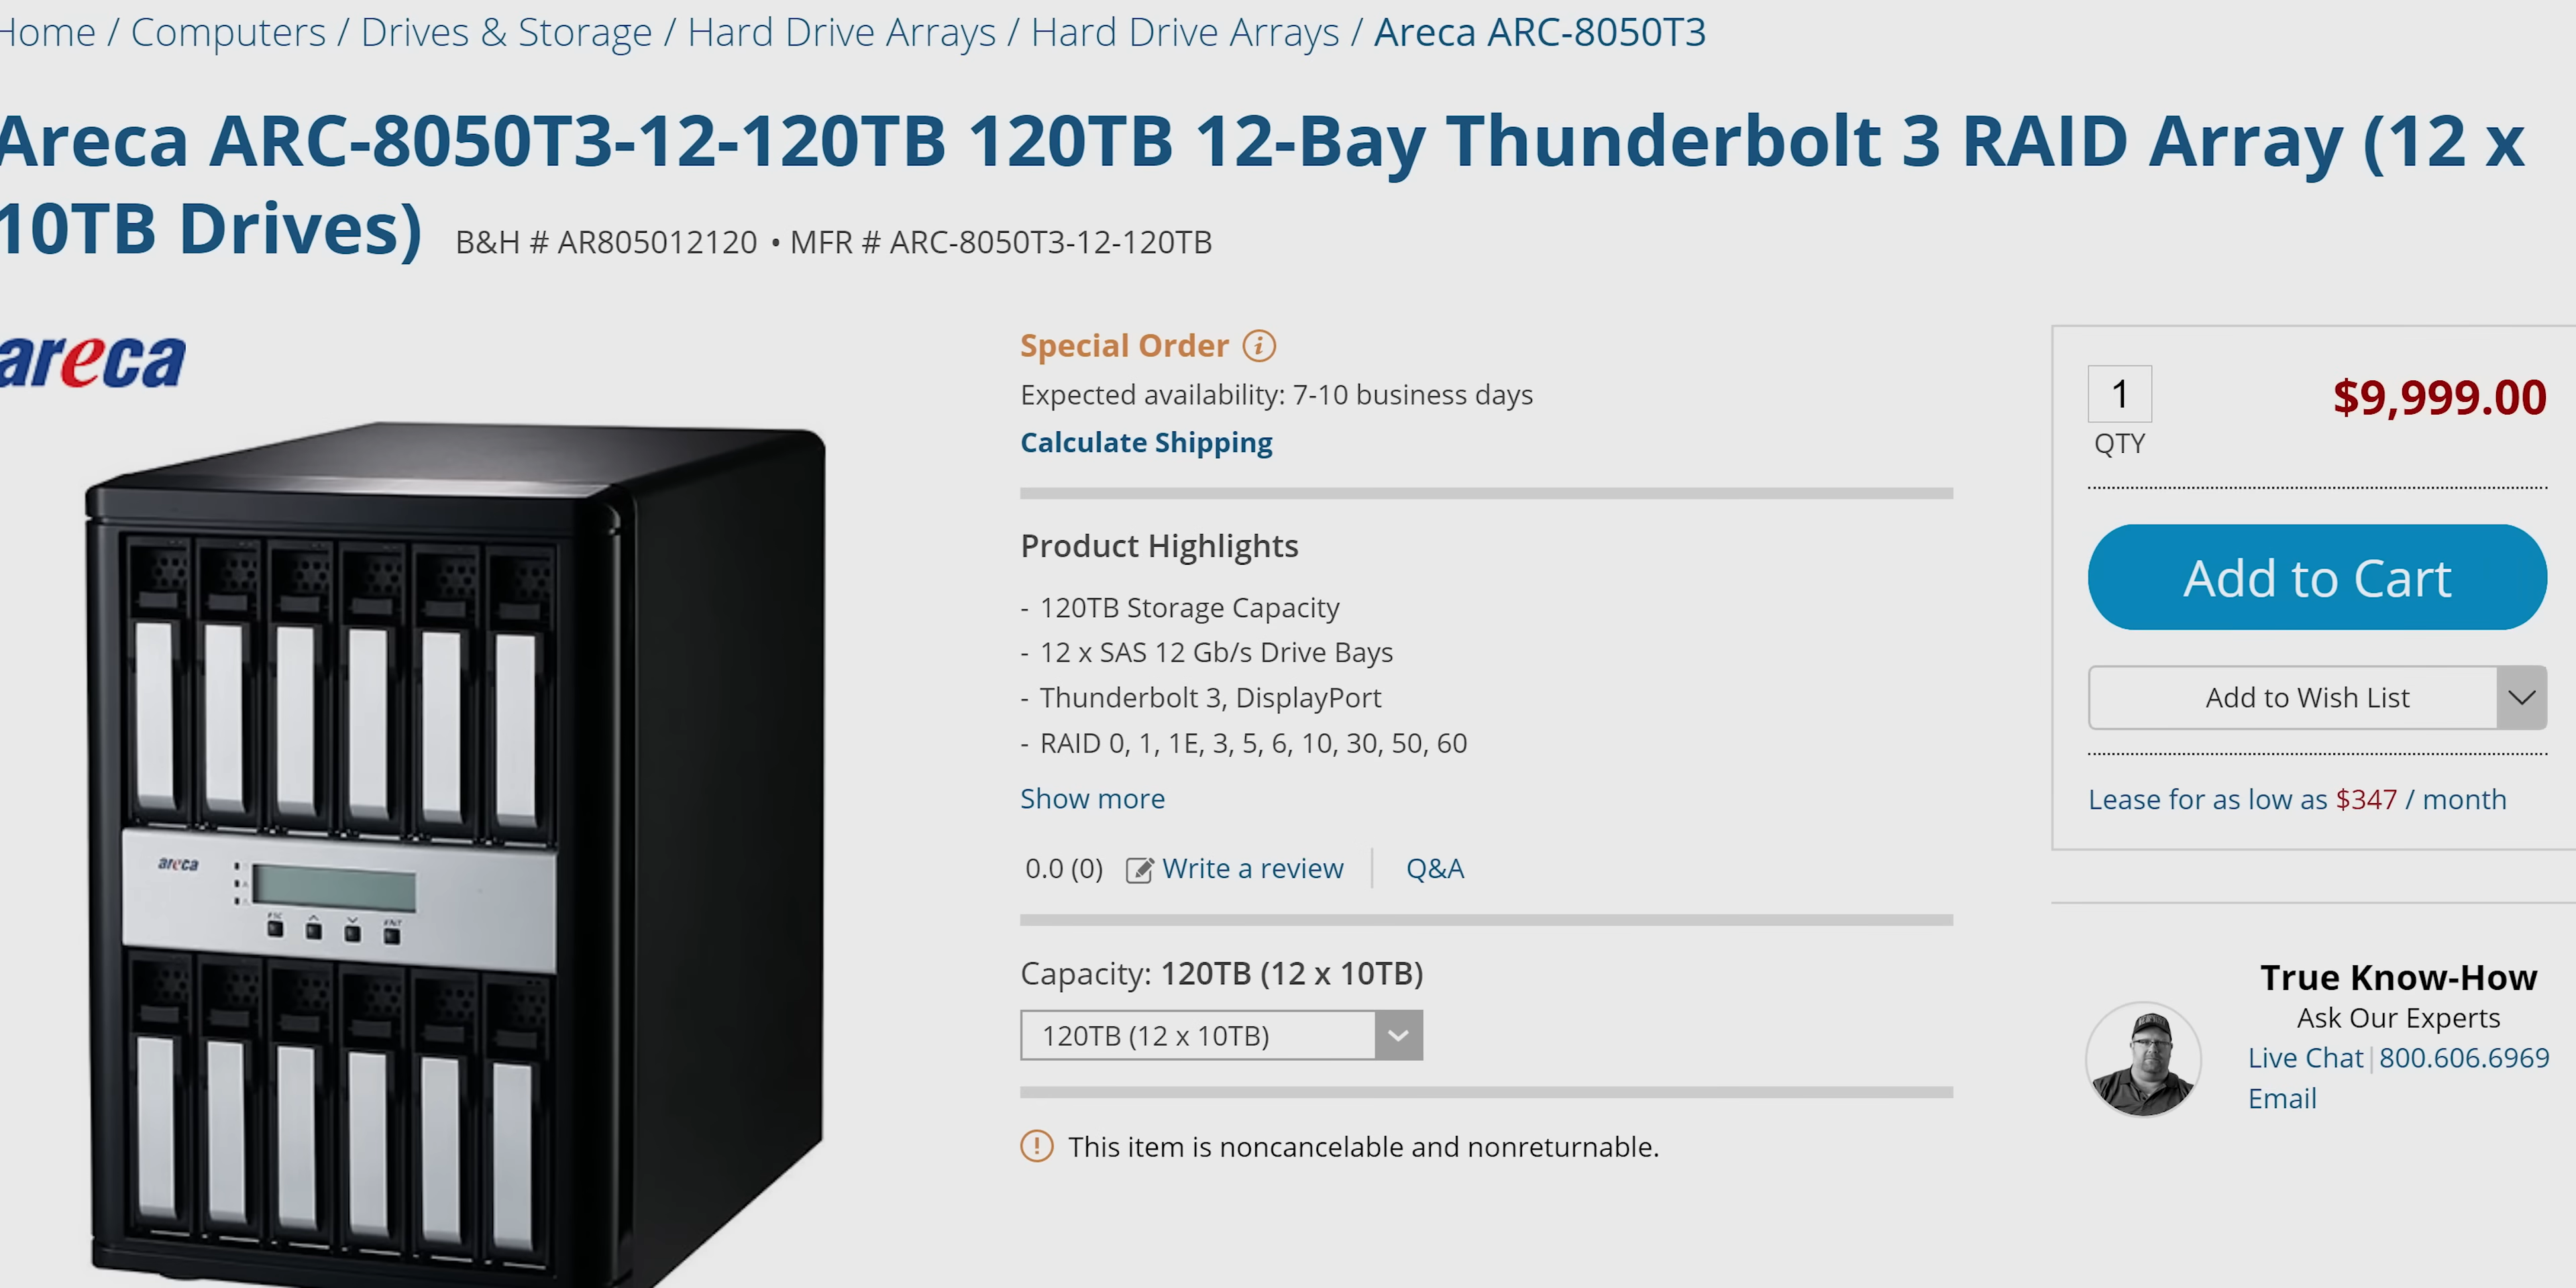 Home / Computers / Drives & Storage / Hard Drive Arrays / Hard Drive Arrays / Areca ARC-8050T3
Areca ARC-8050T3-12-120TB 120TB 12-Bay Thunderbolt 3 RAID Array (12 x
10TB Drives) B&H # AR805012120 • MFR # ARC-8050T3-12-120TB
areca
areca
ESC
ENT
Special Order
Expected availability: 7-10 business days
Calculate Shipping
Product Highlights
- 120TB Storage Capacity
- 12 x SAS 12 Gb/s Drive Bays
- Thunderbolt 3, DisplayPort
- RAID 0, 1, 1E, 3, 5, 6, 10, 30, 50, 60
Show more
0.0 (0) Write a review Q&A
Capacity: 120TB (12 x 10TB)
120TB (12 x 10TB)
This item is noncancelable and nonreturnable.
1 $9,999.00
QTY
Add to Cart
Add to Wish List
Lease for as low as $347 / month
True Know-How
Ask Our Experts
Live Chat | 800.606.6969
Email